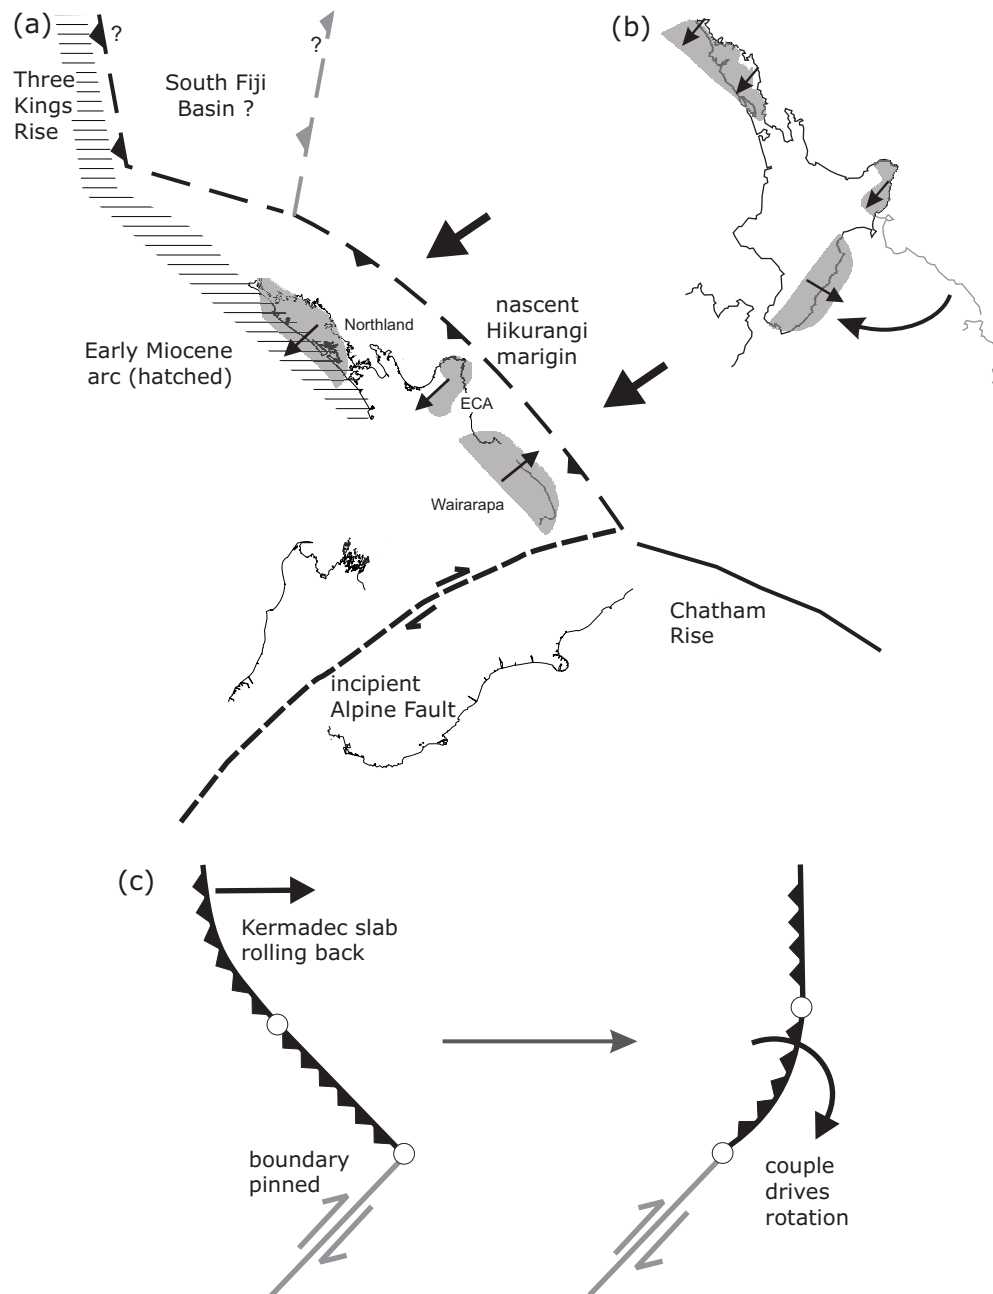 (a)
?
Three
Kings
Rise
South Fiji
Basin ?
?
(b)
nascent
Hikurangi
marigin
Northland
Early Miocene
arc (hatched)
ECA
Wairarapa
Chatham
Rise
incipient
Alpine Fault
(c)
Kermadec slab
rolling back
boundary
pinned
couple
drives
rotation